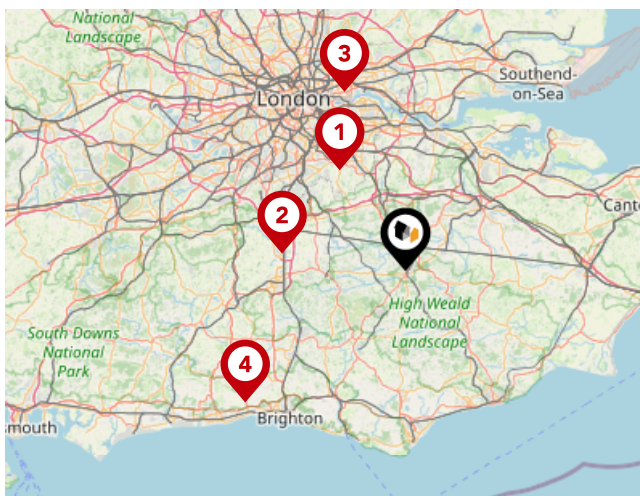 National
Landscape
3
Southend-
on-Sea
London
1
2
Canto
High Weald
National
Landscape
South Downs
National
Park
4
smouth
Brighton